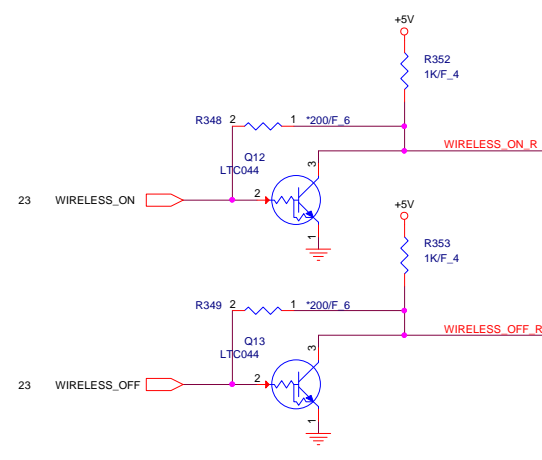 +5V
R352
1K/F_4
R348 2 1 *200/F_6
WIRELESS_ON_R
Q12
LTC044
3
23 WIRELESS_ON 2
1
+5V
R353
1K/F_4
R349 2 1 *200/F_6
WIRELESS_OFF_R
Q13
LTC044
3
23 WIRELESS_OFF 2
1